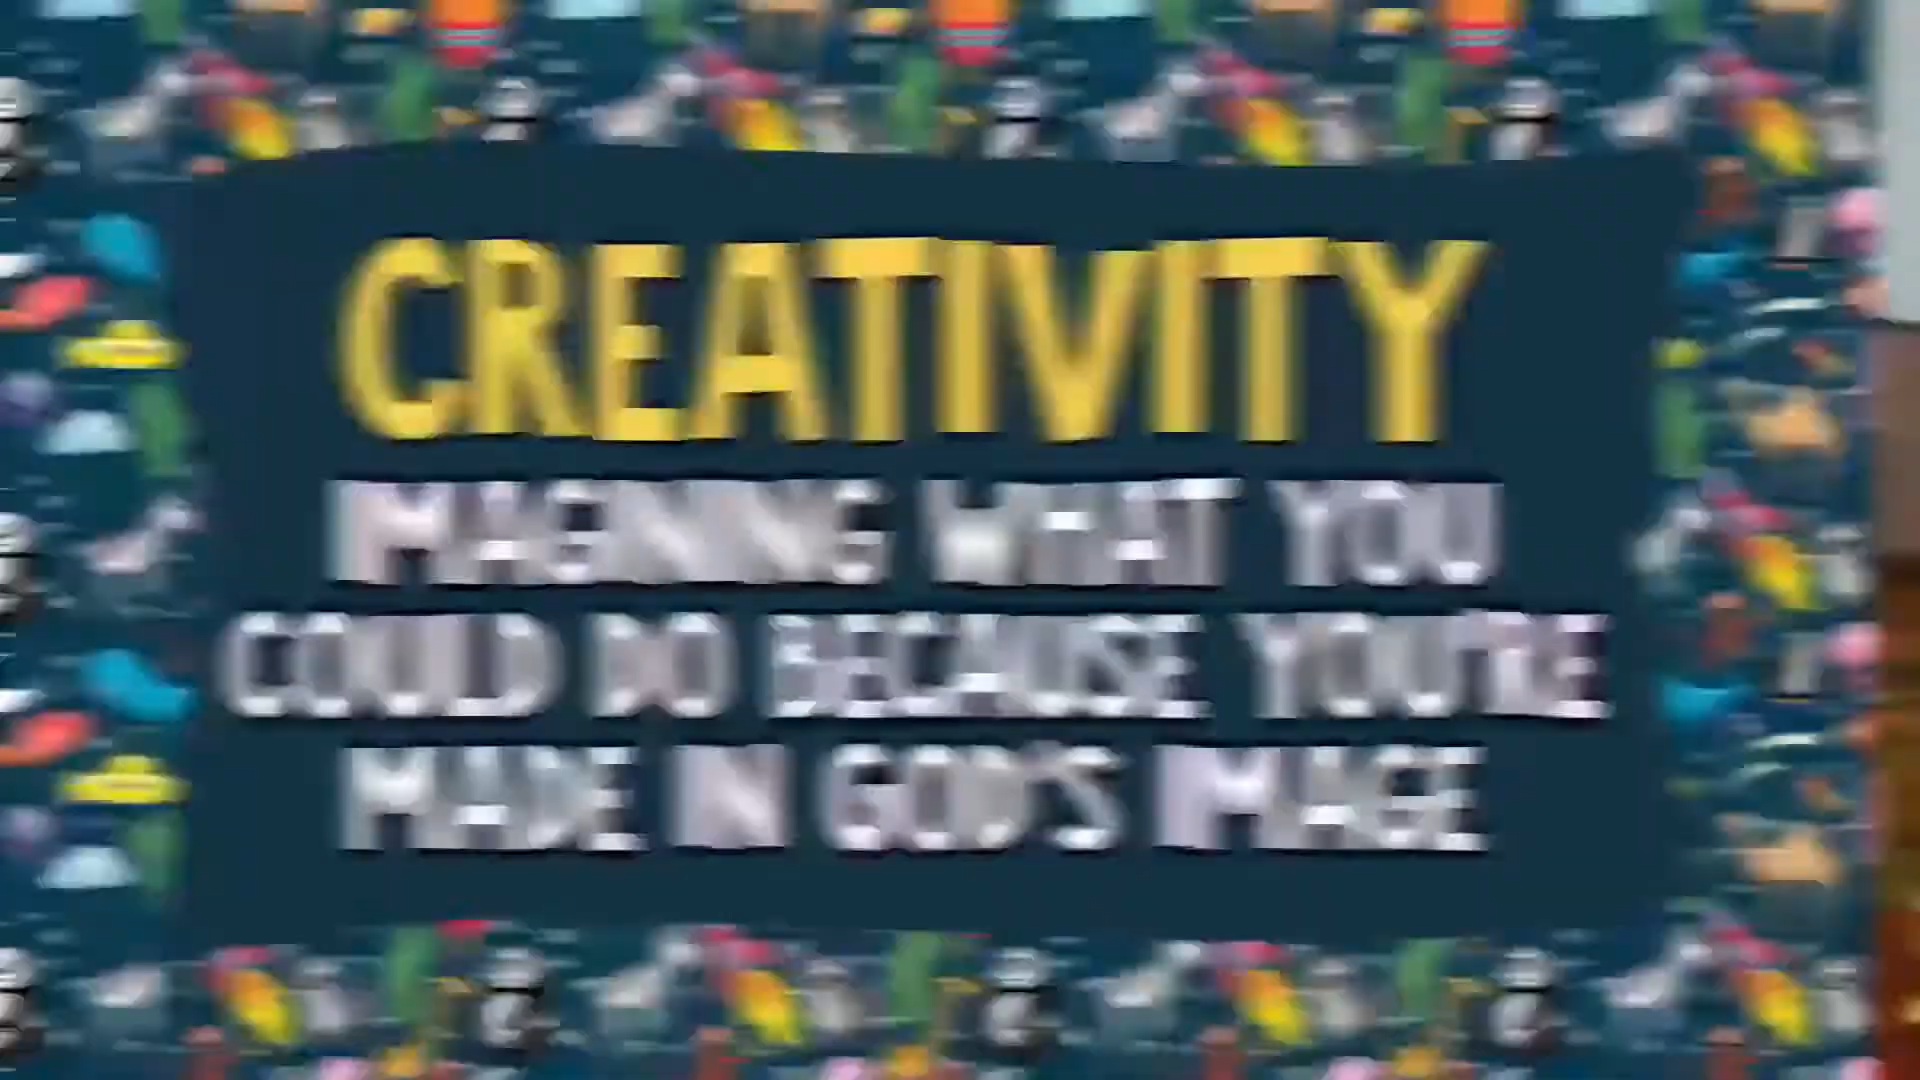 CREATIVITY
IMAGINING WHAT YOU
COULD DO BECAUSE YOU'RE
MADE IN GOD'S IMAGE